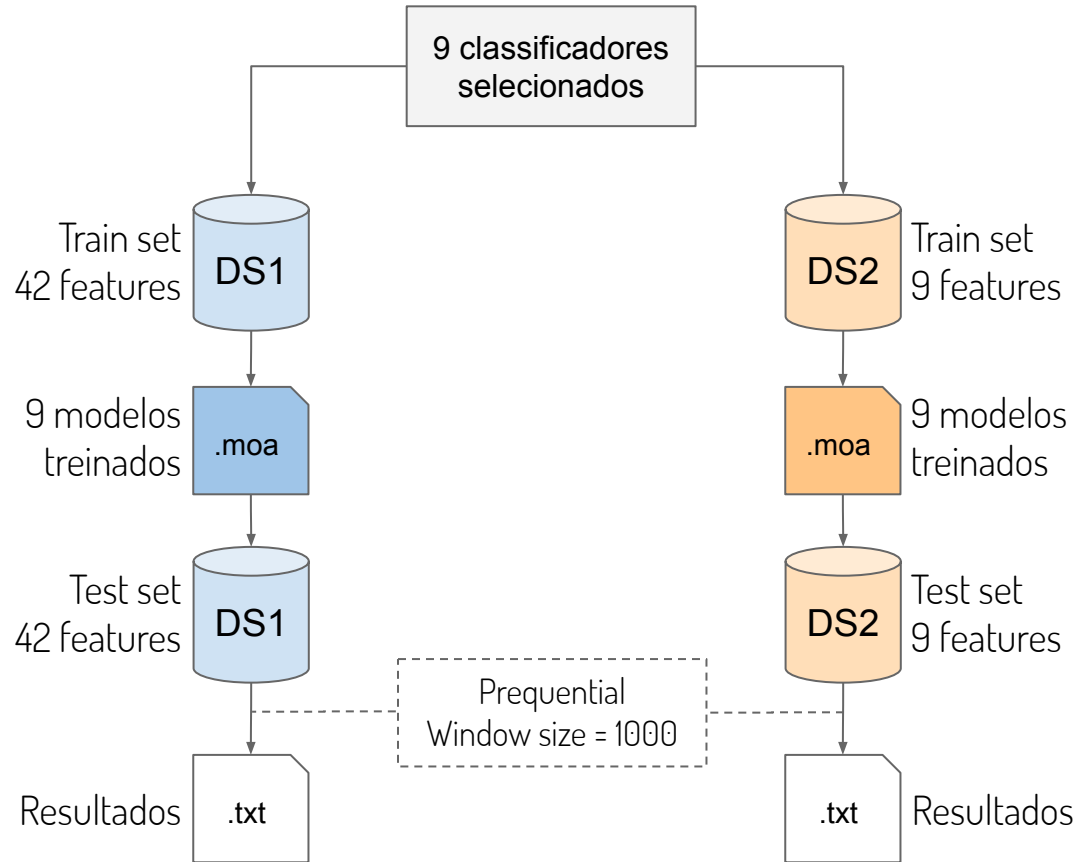 9 classificadores
selecionados
Train set
42 features
DS1
DS2
Train set
9 features
9 modelos
treinados
.moa
.moa
9 modelos
treinados
Test set
42 features
DS1
DS2
Test set
9 features
Prequential
Window size = 1000
Resultados
.txt
.txt
Resultados